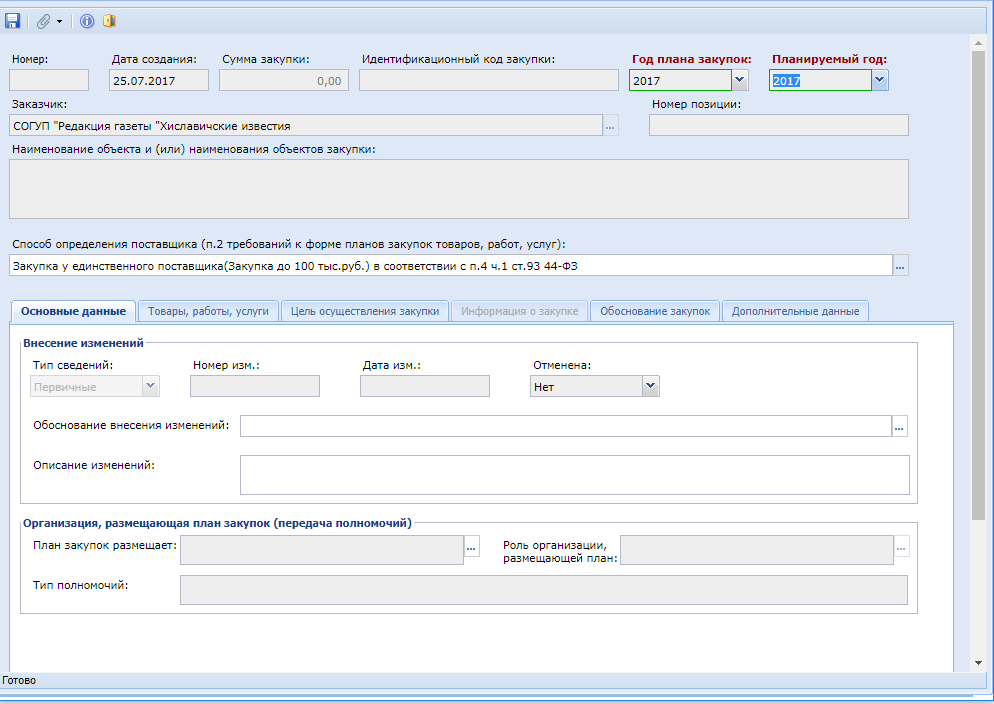 Номер: Дата создания: Сумма закупки: Идентификационный код закупки: Год плана закупок: Планируемый год:
25.07.2017 0,00 2017 2017
Заказчик: Номер позиции:
СОГУП "Редакция газеты "Хиславичские известия ...
Наименование объекта и (или) наименования объектов закупки:
Способ определения поставщика (п.2 требований к форме планов закупок товаров, работ, услуг):
Закупка у единственного поставщика(Закупка до 100 тыс.руб.) в соответствии с п.4 ч.1 ст.93 44-ФЗ ...
Основные данные Товары, работы, услуги Цель осуществления закупки Информация о закупке Обоснование закупок Дополнительные данные
Внесение изменений
Тип сведений: Номер изм.: Дата изм.: Отменена:
Первичные Нет
Обоснование внесения изменений: ...
Описание изменений:
Организация, размещающая план закупок (передача полномочий)
План закупок размещает: ... Роль организации, ...
размещающей план:
Тип полномочий:
Готово